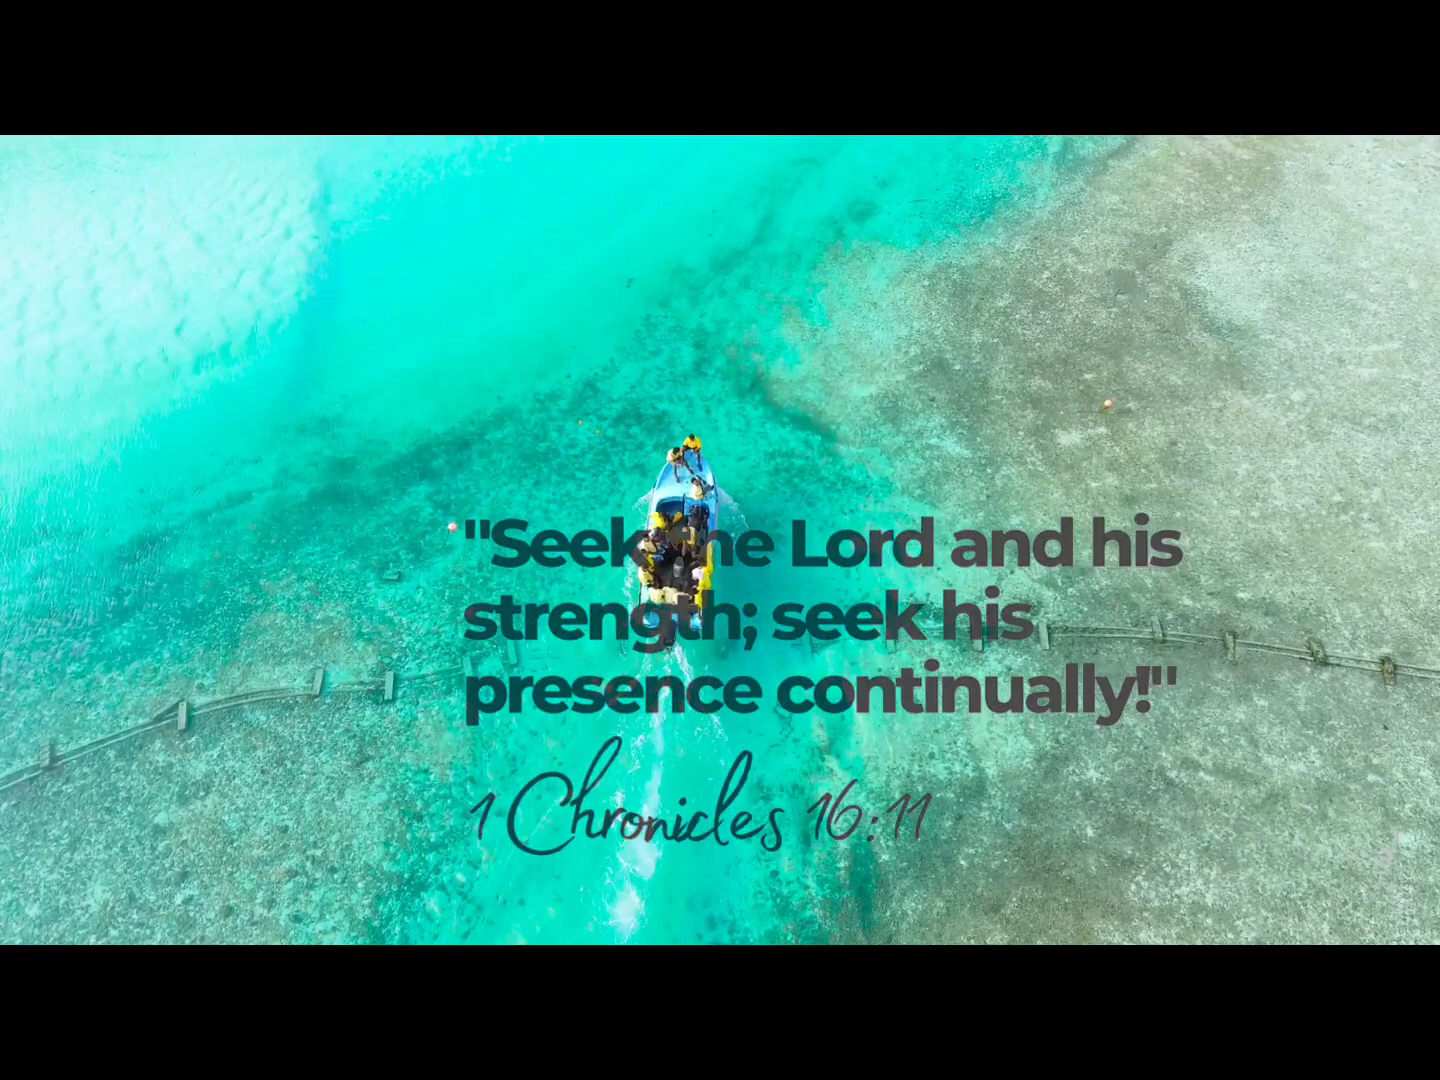 "Seek the Lord and his
strength; seek his
presence continually!"
1 Chronicles 16:11